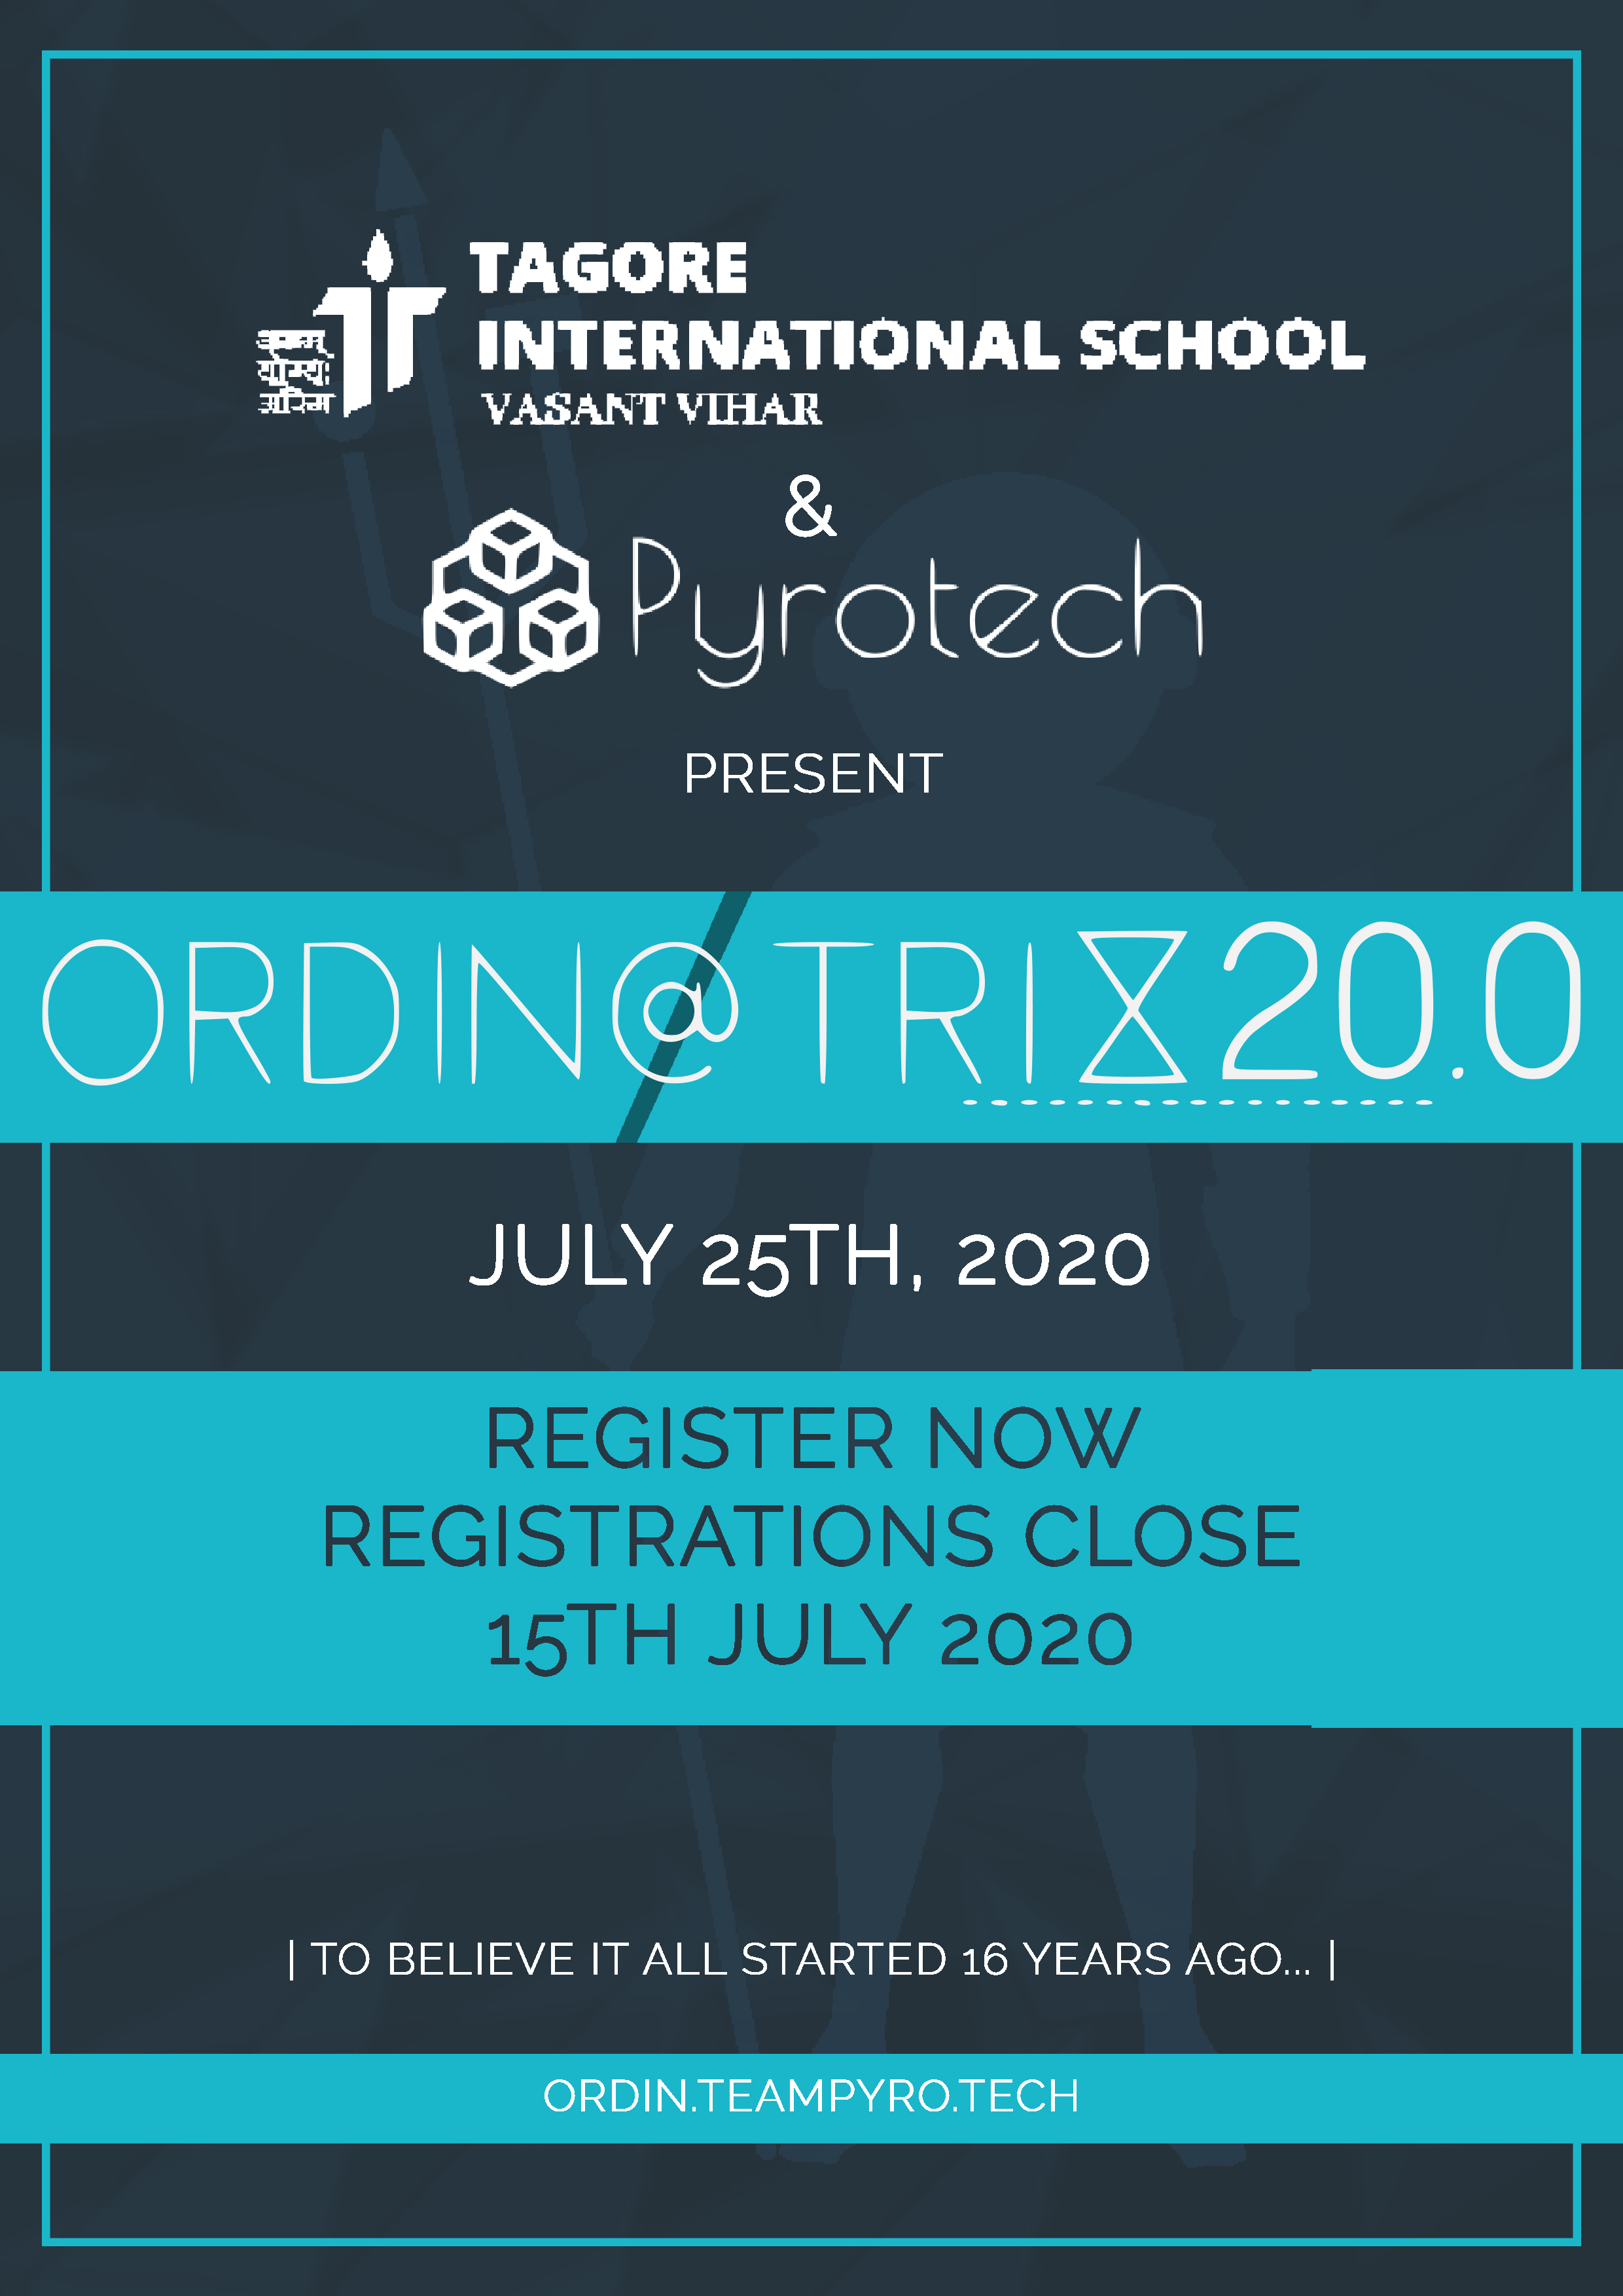 TAGORE
INTERNATIONAL SCHOOL
VASANT VIHAR
&
Pyrotech
PRESENT
ORDIN@TRIX20.0
JULY 25TH, 2020
REGISTER NOW
REGISTRATIONS CLOSE
15TH JULY 2020
| TO BELIEVE IT ALL STARTED 16 YEARS AGO... |
ORDIN.TEAMPYRO.TECH